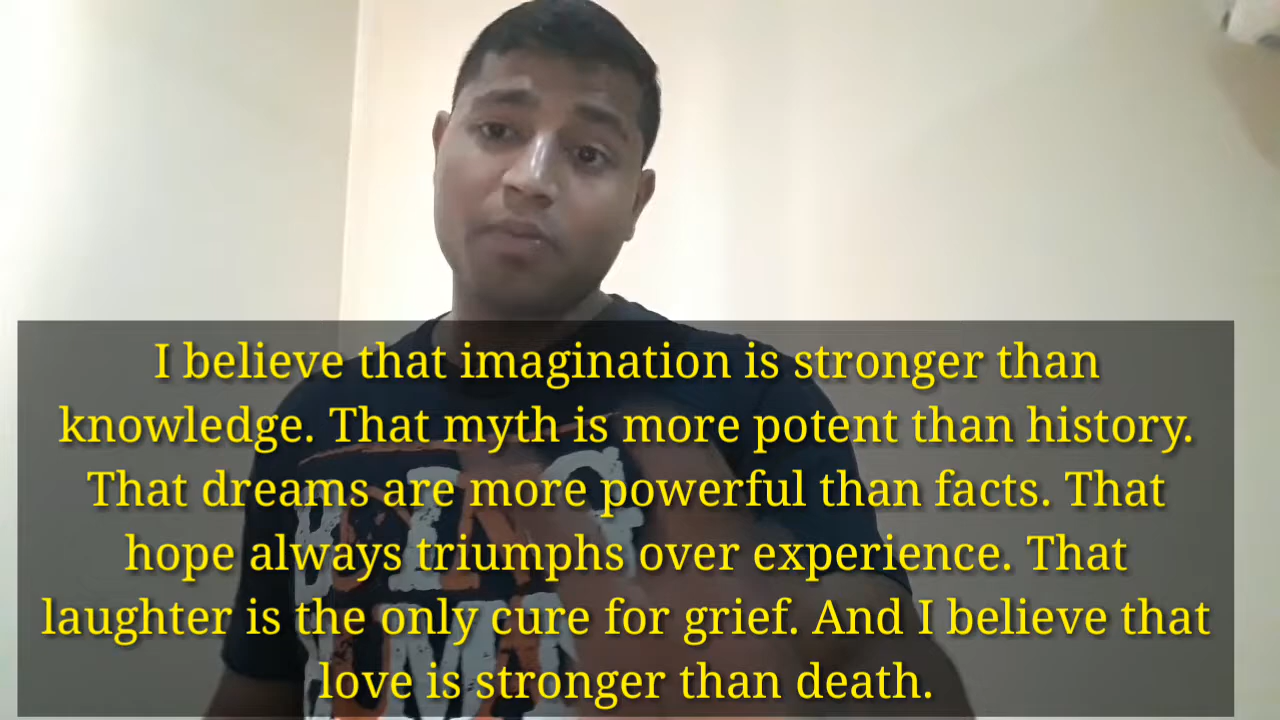 I believe that imagination is stronger than
knowledge. That myth is more potent than history.
That dreams are more powerful than facts. That
hope always triumphs over experience. That
laughter is the only cure for grief. And I believe that
love is stronger than death.